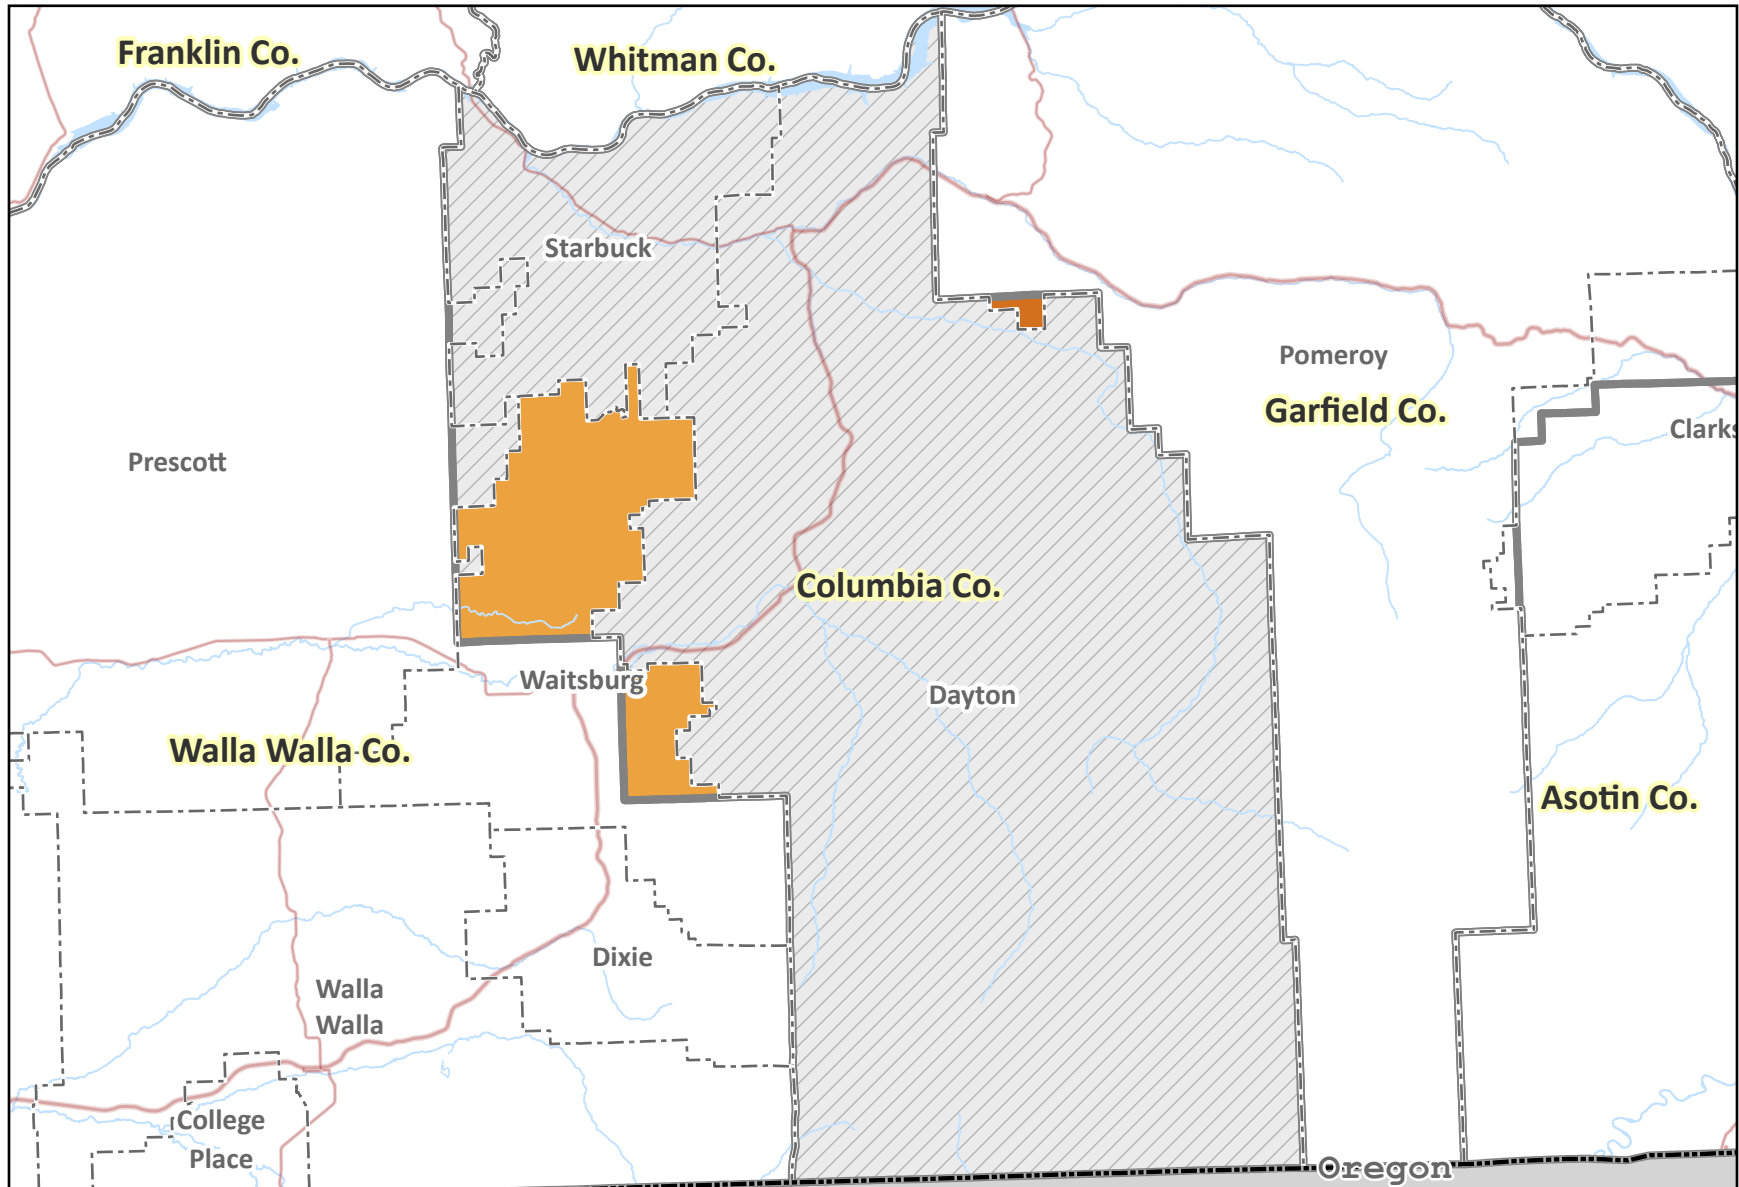 Franklin Co.
Whitman Co.
Starbuck
Pomeroy
Garfield Co.
Clarks
Prescott
Columbia Co.
Waitsburg
Dayton
Walla Walla Co.
Asotin Co.
Dixie
Walla
Walla
College
Place
Oregon